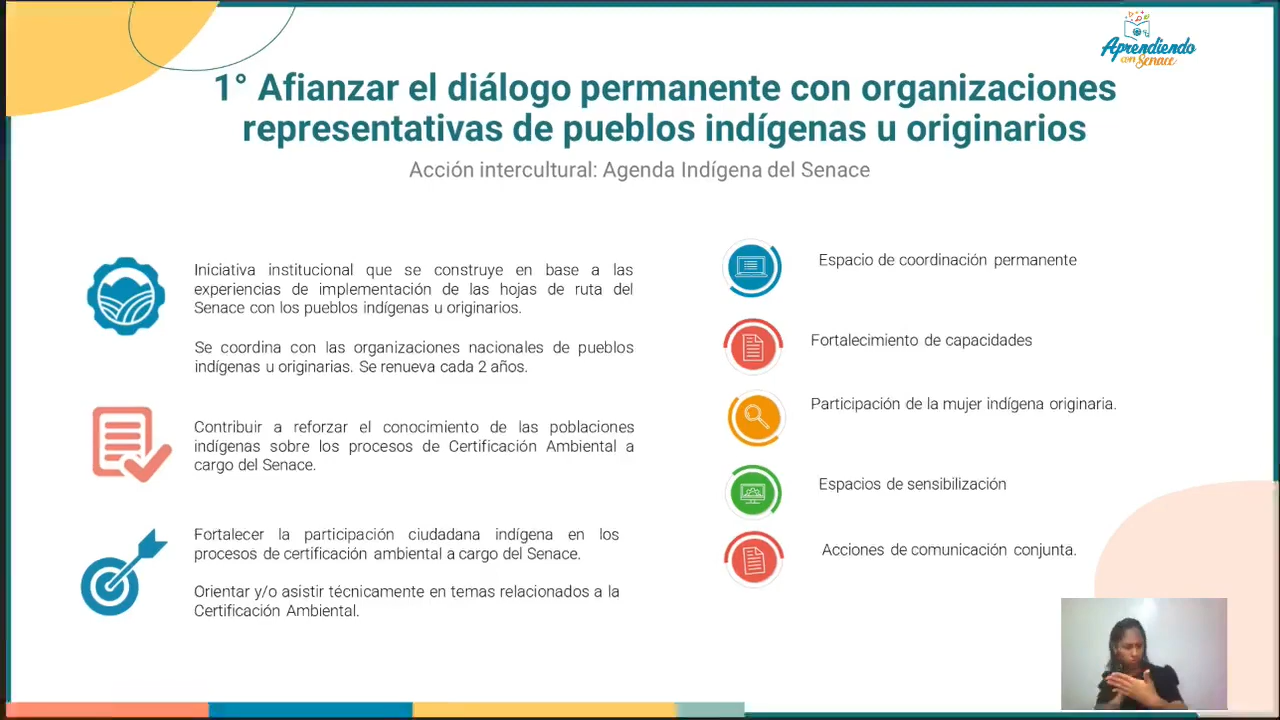 Aprendiendo
con Senace
1° Afianzar el diálogo permanente con organizaciones
representativas de pueblos indígenas u originarios
Acción intercultural: Agenda Indígena del Senace
Iniciativa institucional que se construye en base a las
experiencias de implementación de las hojas de ruta del
Senace con los pueblos indígenas u originarios.
Se coordina con las organizaciones nacionales de pueblos
indígenas u originarias. Se renueva cada 2 años.
Contribuir a reforzar el conocimiento de las poblaciones
indígenas sobre los procesos de Certificación Ambiental a
cargo del Senace.
Fortalecer la participación ciudadana indígena en los
procesos de certificación ambiental a cargo del Senace.
Orientar y/o asistir técnicamente en temas relacionados a la
Certificación Ambiental.
Espacio de coordinación permanente
Fortalecimiento de capacidades
Participación de la mujer indígena originaria.
Espacios de sensibilización
Acciones de comunicación conjunta.